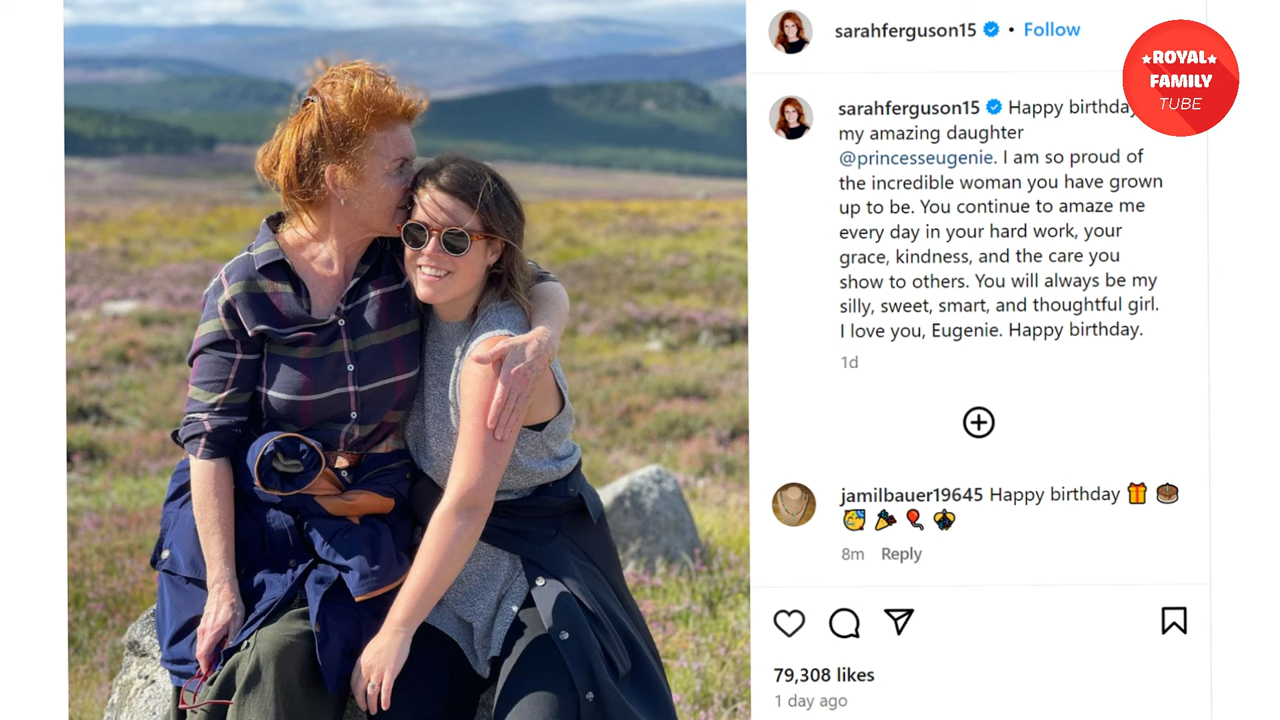 sarahferguson15 • Follow
★ROYAL★
FAMILY
TUBE
sarahferguson15 Happy birthday
my amazing daughter
@princesseugenie. I am so proud of
the incredible woman you have grown
up to be. You continue to amaze me
every day in your hard work, your
grace, kindness, and the care you
show to others. You will always be my
silly, sweet, smart, and thoughtful girl.
I love you, Eugenie. Happy birthday.
1d
jamilbauer19645 Happy birthday 🎁 🎂
🥳 🎉 🎈 💝
8m Reply
79,308 likes
1 day ago